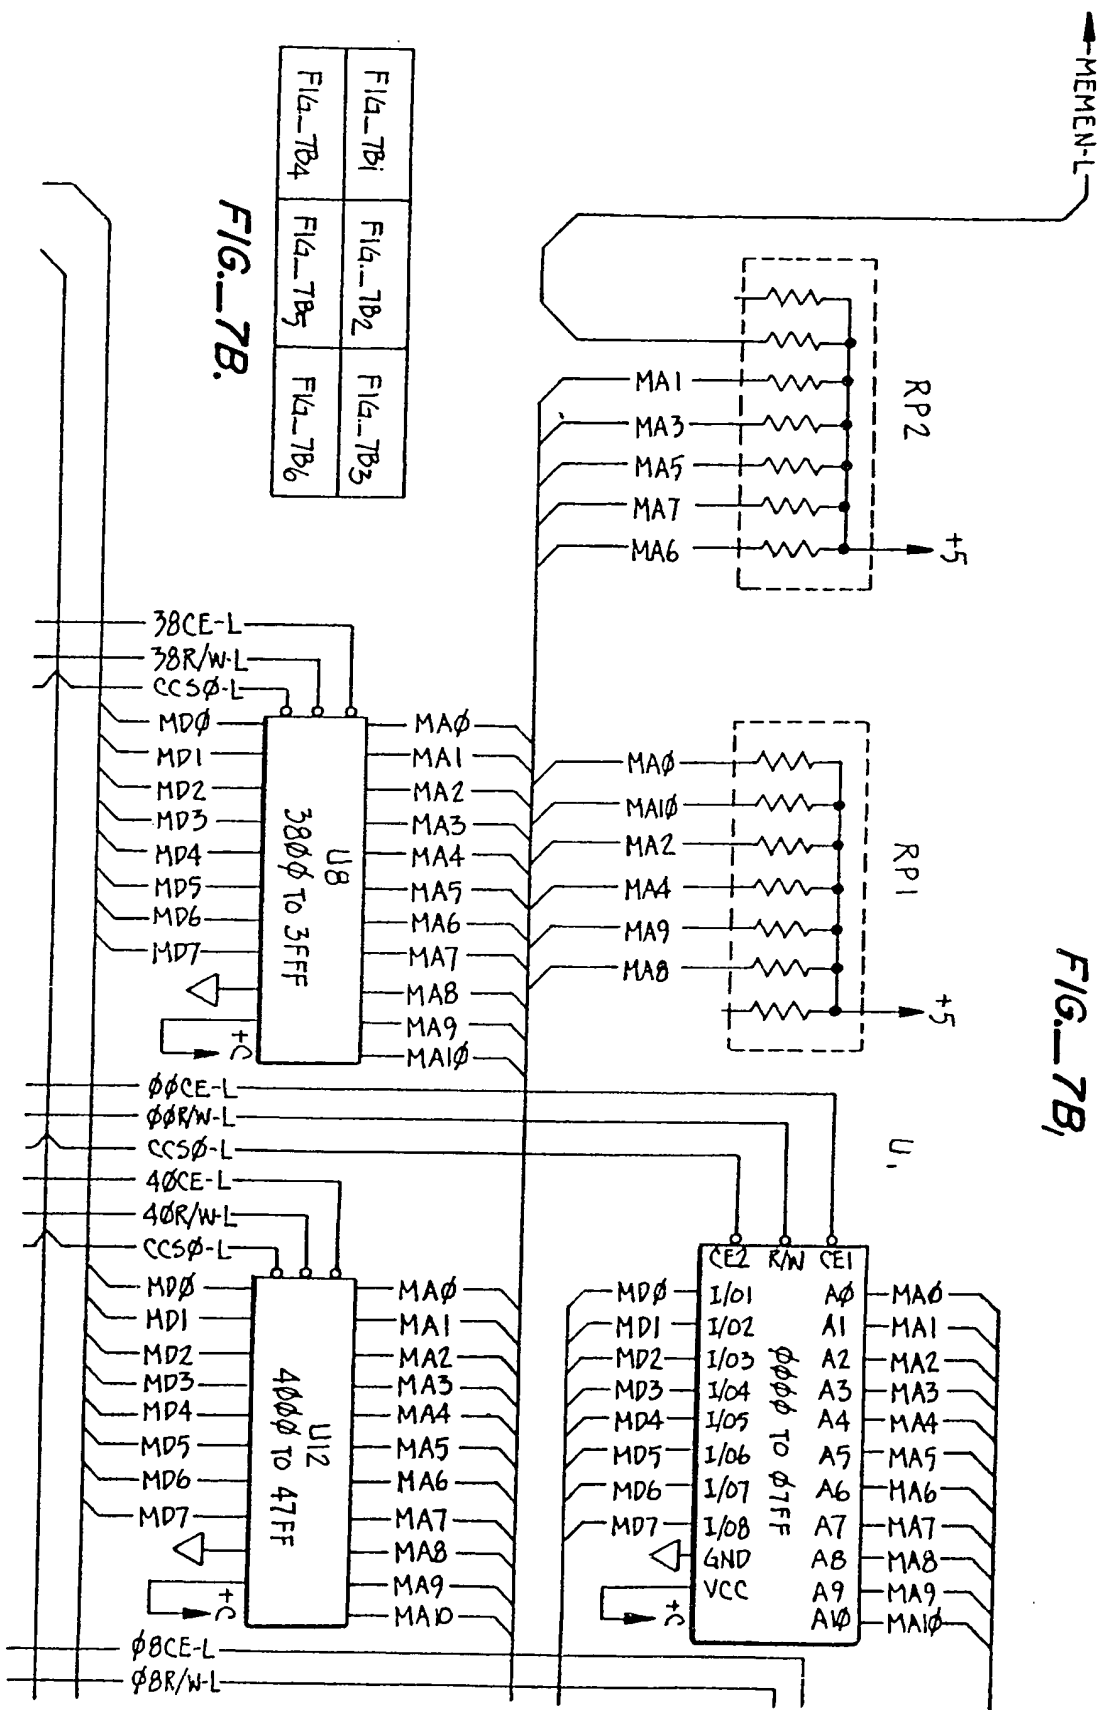 MEMEN-L
FIG._7B1
FIG._7B2
FIG._7B3
FIG._7B4
FIG._7B5
FIG._7B6
FIG._7B.
RP2
MA1
MA3
MA5
MA7
MA6
+5
RP1
MAØ
MA1Ø
MA2
MA4
MA9
MA8
+5
FIG._7B1
38CE-L
38R/W-L
CCSØ-L
MDØ
MD1
MD2
MD3
MD4
MD5
MD6
MD7
+C
U8
38ØØ TO 3FFF
MAØ
MA1
MA2
MA3
MA4
MA5
MA6
MA7
MA8
MA9
MA1Ø
ØØCE-L
ØØR/W-L
CCSØ-L
40CE-L
40R/W-L
CCSØ-L
MDØ
MD1
MD2
MD3
MD4
MD5
MD6
MD7
+C
U12
4ØØØ TO 47FF
MAØ
MA1
MA2
MA3
MA4
MA5
MA6
MA7
MA8
MA9
MA10
U1
CE2 R/W CE1
MDØ I/O1 AØ MAØ
MD1 I/O2 A1 MA1
MD2 I/O3 A2 MA2
MD3 I/O4 A3 MA3
MD4 I/O5 A4 MA4
MD5 I/O6 A5 MA5
MD6 I/O7 A6 MA6
MD7 I/O8 A7 MA7
GND A8 MA8
VCC A9 MA9
A1Ø MA1Ø
+C
ØØØØ TO Ø7FF
Ø8CE-L
Ø8R/W-L